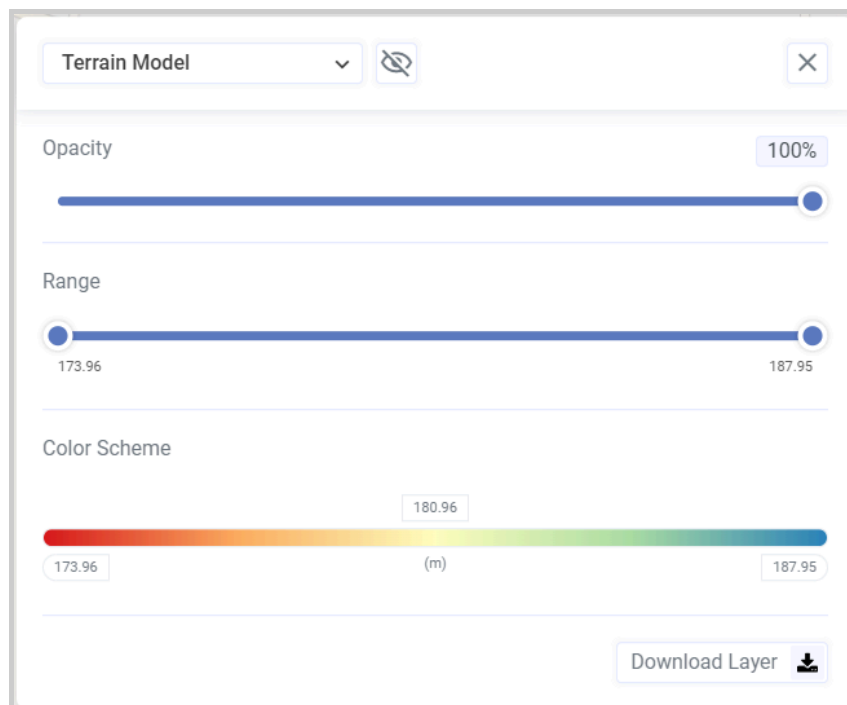 Terrain Model
Opacity
100%
Range
173.96
187.95
Color Scheme
180.96
173.96
(m)
187.95
Download Layer